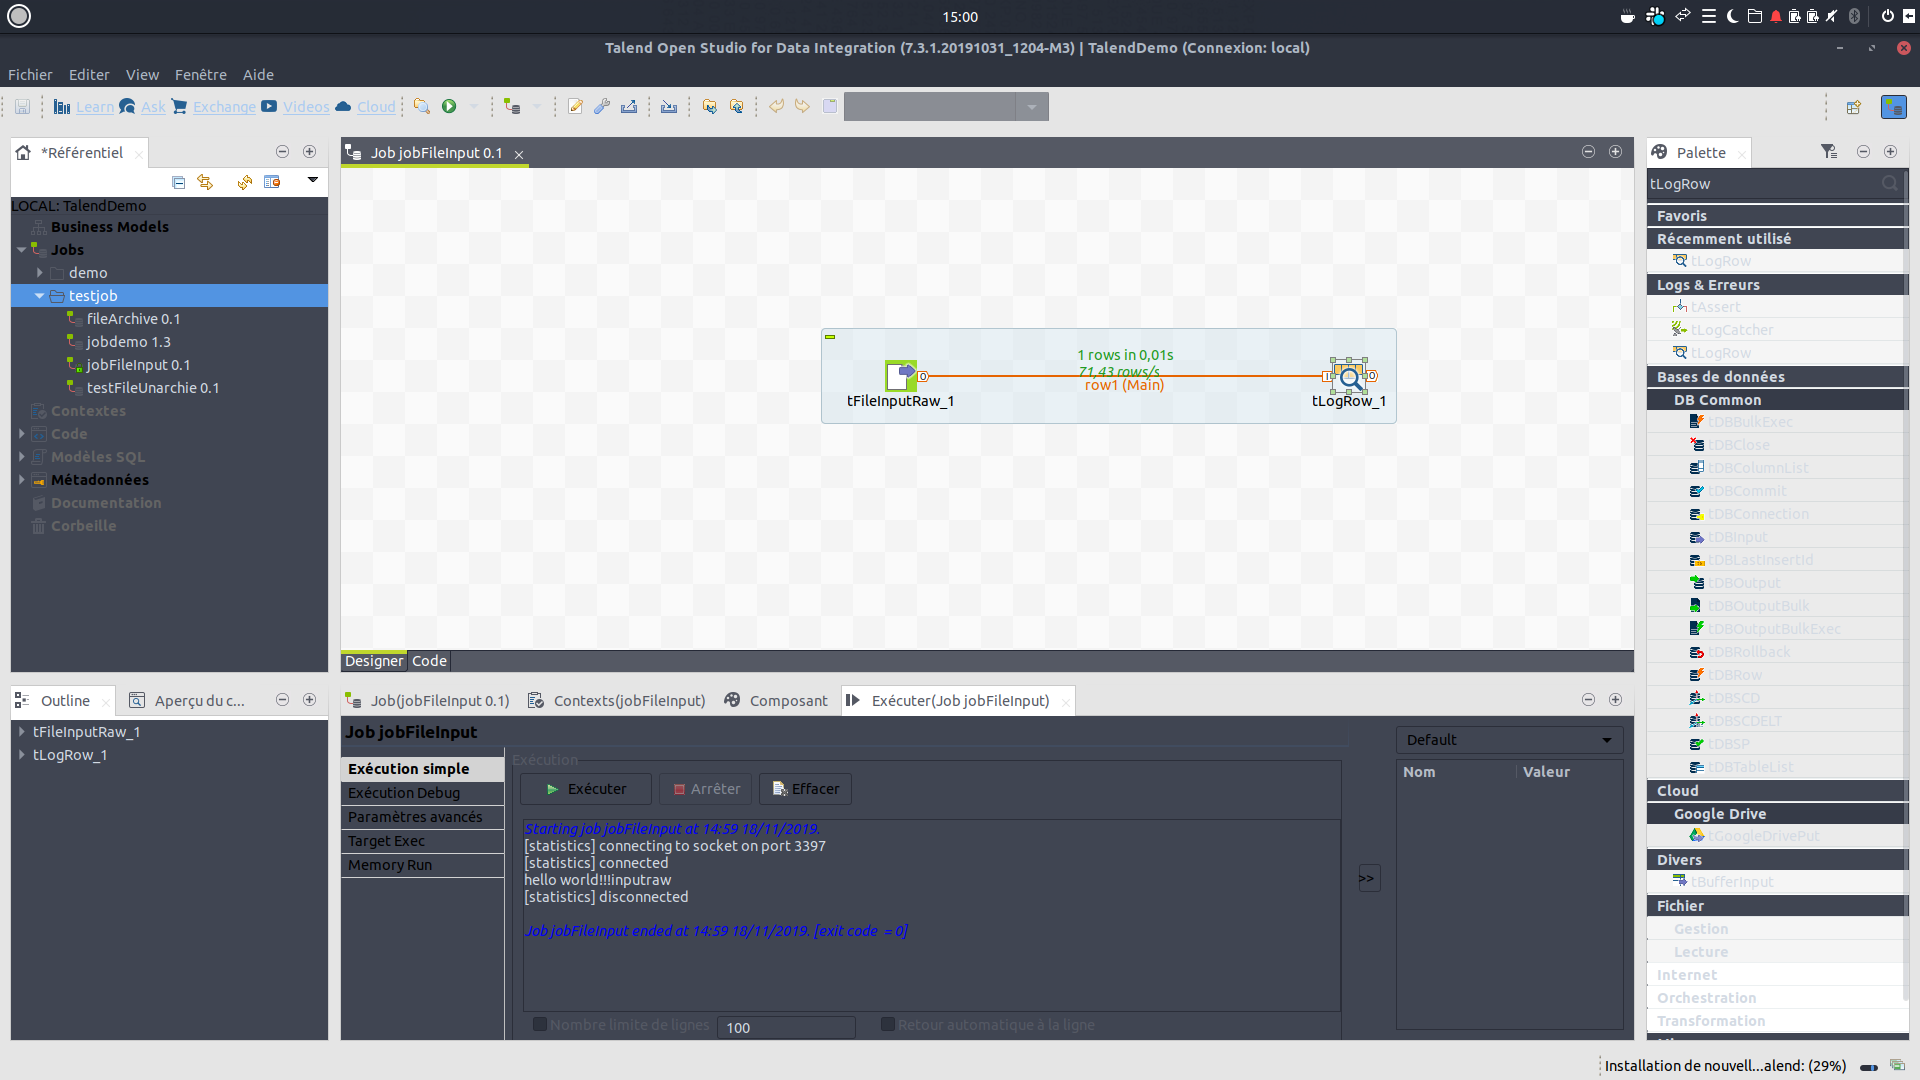 15:00
Talend Open Studio for Data Integration (7.3.1.20191031_1204-M3) | TalendDemo (Connexion: local)
Fichier Editer View Fenêtre Aide
Learn Ask Exchange Videos Cloud
*Référentiel
LOCAL: TalendDemo
Business Models
Jobs
demo
testjob
fileArchive 0.1
jobdemo 1.3
jobFileInput 0.1
testFileUnarchie 0.1
Contextes
Code
Modèles SQL
Métadonnées
Documentation
Corbeille
Job jobFileInput 0.1
1 rows in 0,01s
71,43 rows/s
row1 (Main)
tFileInputRaw_1
tLogRow_1
Designer Code
Palette
tLogRow
Favoris
Récemment utilisé
tLogRow
Logs & Erreurs
tAssert
tLogCatcher
tLogRow
Bases de données
DB Common
tDBBulkExec
tDBClose
tDBColumnList
tDBCommit
tDBConnection
tDBInput
tDBLastInsertId
tDBOutput
tDBOutputBulk
tDBOutputBulkExec
tDBRollback
tDBRow
tDBSCD
tDBSCDELT
tDBSP
tDBTableList
Cloud
Google Drive
tGoogleDrivePut
Divers
tBufferInput
Fichier
Gestion
Lecture
Internet
Orchestration
Transformation
Outline Aperçu du c...
tFileInputRaw_1
tLogRow_1
Job(jobFileInput 0.1) Contexts(jobFileInput) Composant Exécuter(Job jobFileInput)
Job jobFileInput
Exécution simple
Exécution Debug
Paramètres avancés
Target Exec
Memory Run
Exécution
Exécuter Arrêter Effacer
Starting job jobFileInput at 14:59 18/11/2019.
[statistics] connecting to socket on port 3397
[statistics] connected
hello world!!!inputraw
[statistics] disconnected
Job jobFileInput ended at 14:59 18/11/2019. [exit code  = 0]
Nombre limite de lignes 100 Retour automatique à la ligne
>>
Default
Nom Valeur
Installation de nouvell...alend: (29%)